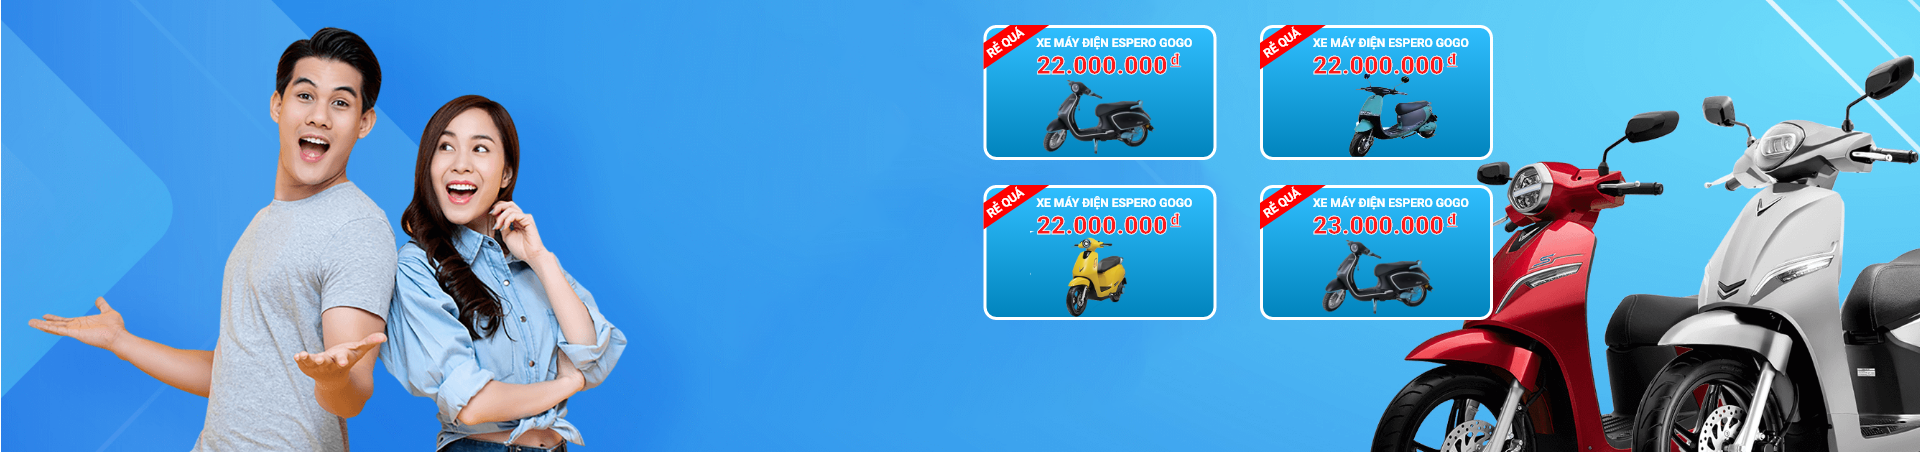 RẺ QUÁ
XE MÁY ĐIỆN ESPERO GOGO
22.000.000đ
RẺ QUÁ
XE MÁY ĐIỆN ESPERO GOGO
22.000.000đ
RẺ QUÁ
XE MÁY ĐIỆN ESPERO GOGO
22.000.000đ
RẺ QUÁ
XE MÁY ĐIỆN ESPERO GOGO
23.000.000đ